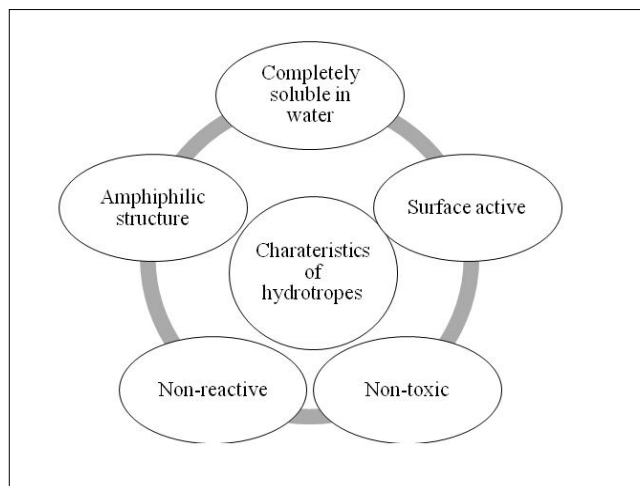 Completely
soluble in
water
Amphiphilic
structure
Surface active
Charateristics
of
hydrotropes
Non-reactive
Non-toxic